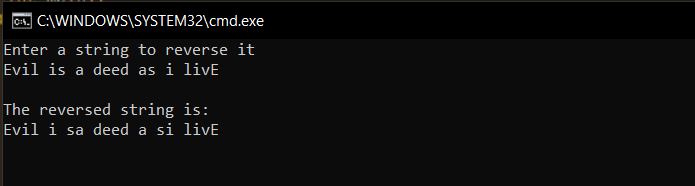 C:\WINDOWS\SYSTEM32\cmd.exe
Enter a string to reverse it
Evil is a deed as i livE
The reversed string is:
Evil i sa deed a si livE